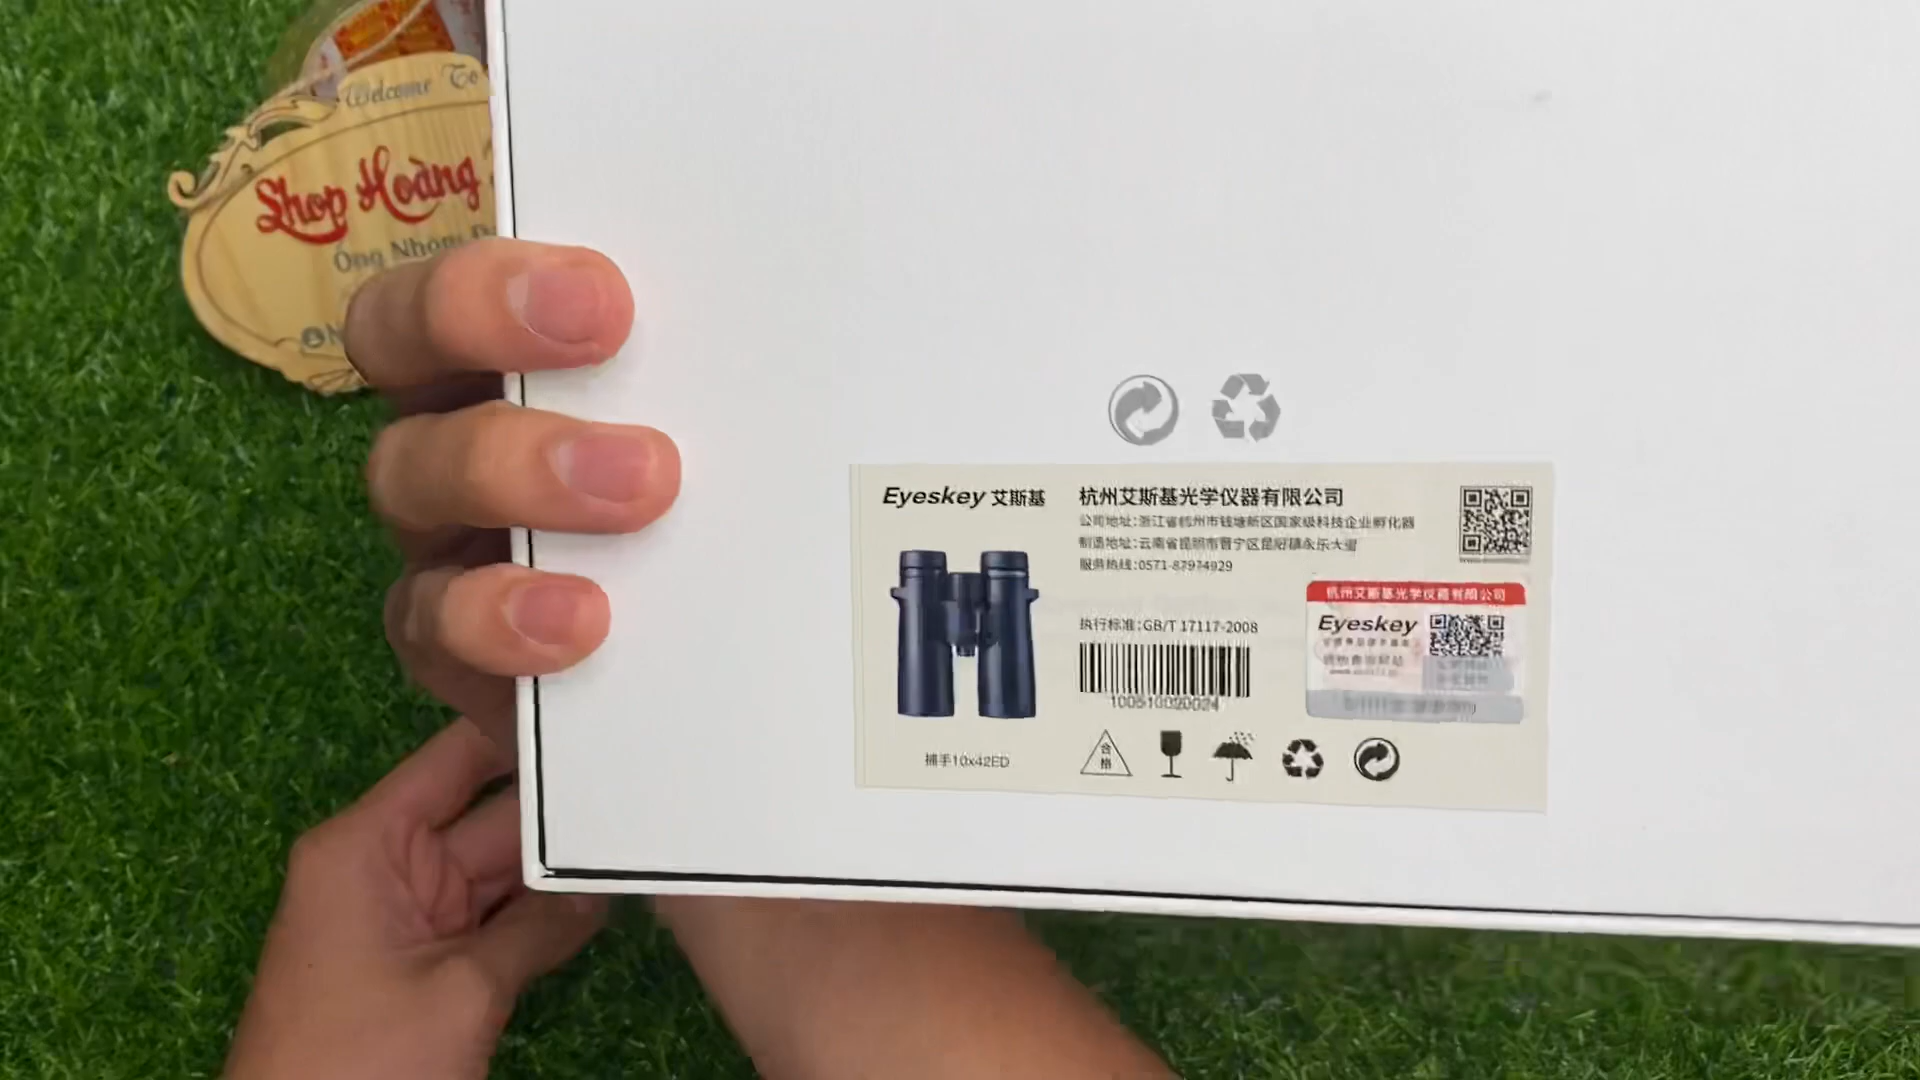 Welcome To
Shop Hoàng
Ống Nhòm
Eyeskey 艾斯基
杭州艾斯基光学仪器有限公司
公司地址:浙江省杭州市钱塘新区国家级科技企业孵化器
制造地址:云南省昆明市晋宁区昆阳镇永乐大道
服务热线:0571-87974929
执行标准:GB/T 17117-2008
100510020024
合格
捕手10x42ED
杭州艾斯基光学仪器有限公司
Eyeskey